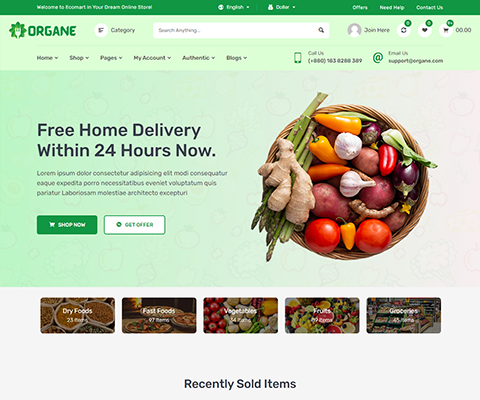 Welcome to Ecomart in Your Dream Online Store!
English
Doller
Offers
Need Help
Contact Us
ORGANE
Category
Search Anything...
Join Here
0
0
9+
00.00
Home
Shop
Pages
My Account
Authentic
Blogs
Call Us
(+880) 183 8288 389
Email Us
support@organe.com
Free Home Delivery
Within 24 Hours Now.
Lorem ipsum dolor consectetur adipisicing elit modi consequatur
eaque expedita porro necessitatibus eveniet voluptatum quis
pariatur Laboriosam molestiae architecto excepturi
SHOP NOW
GET OFFER
Dry Foods
23 Items
Fast Foods
97 Items
Vegetables
34 Items
Fruits
89 Items
Groceries
45 Items
Recently Sold Items